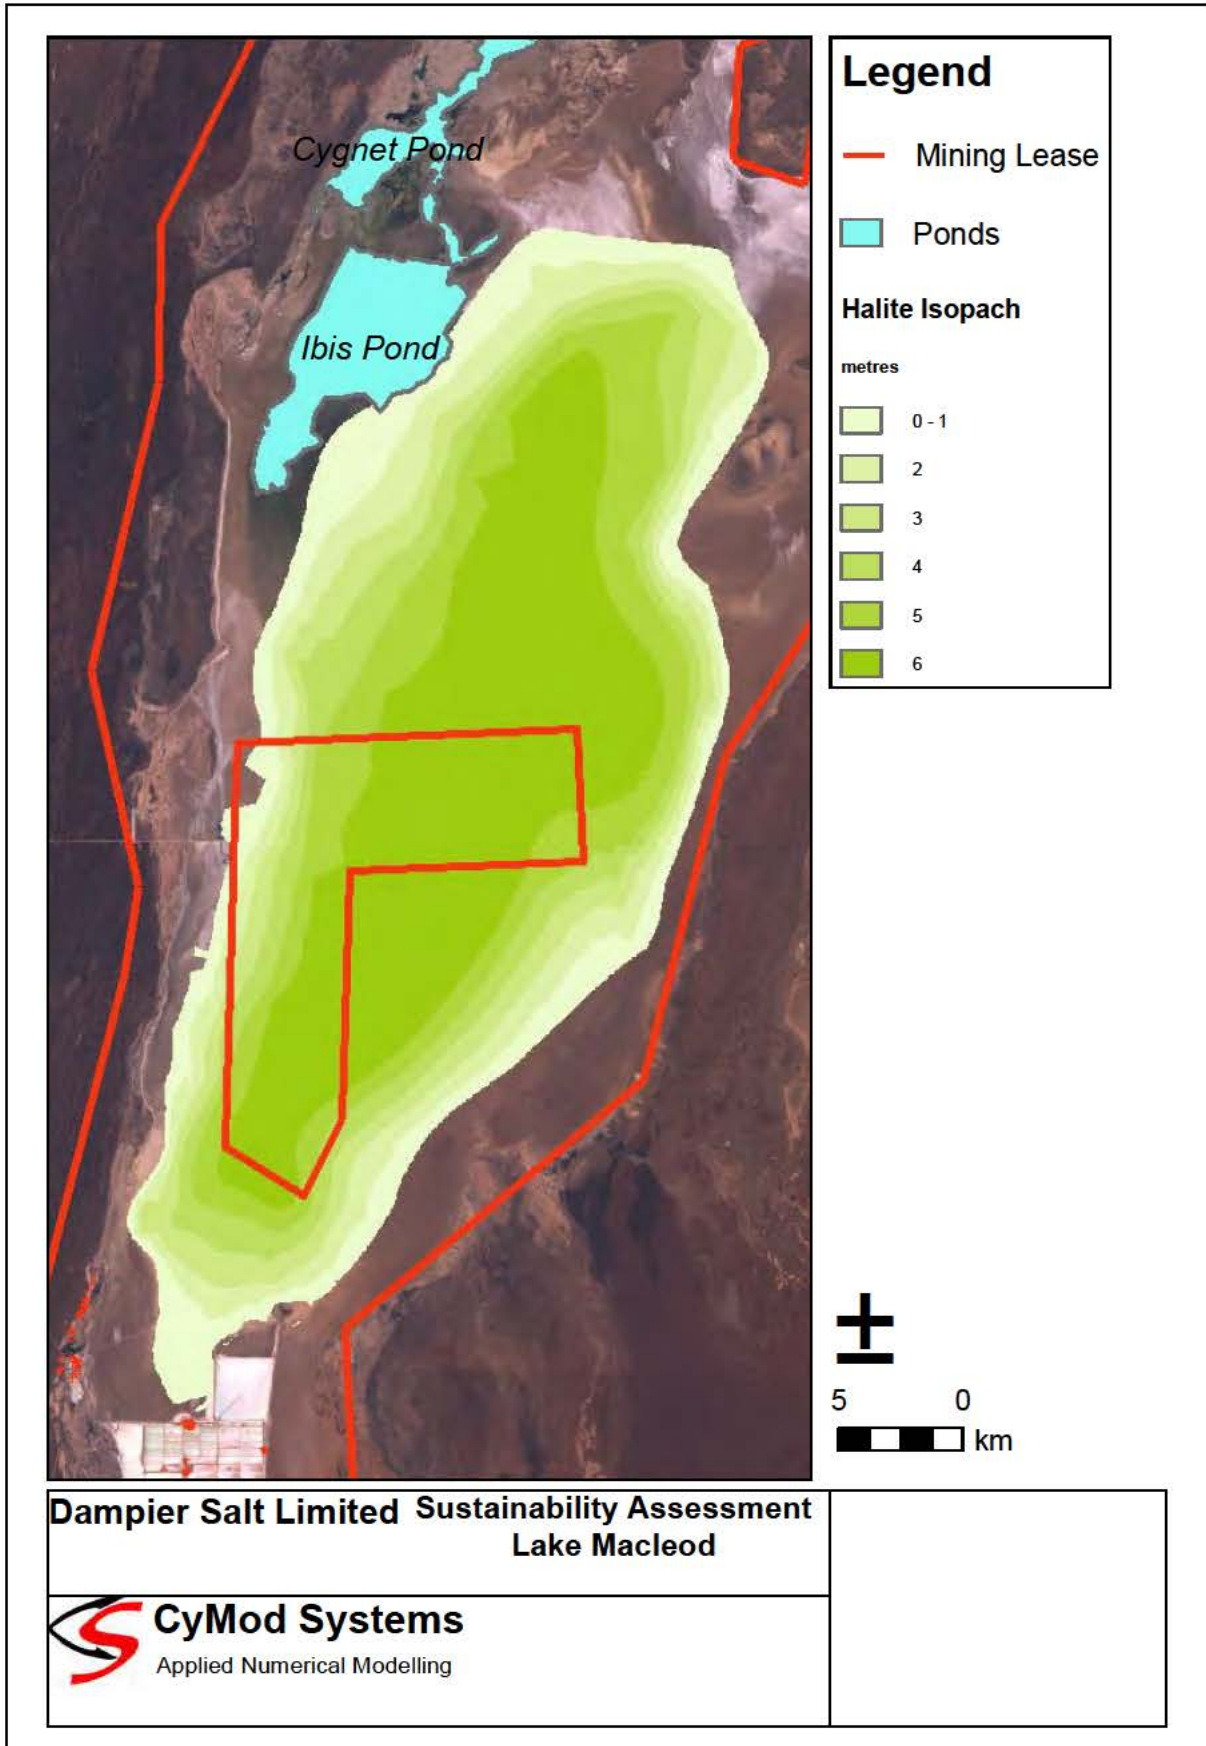 Cygnet Pond
Ibis Pond
Legend
Mining Lease
Ponds
Halite Isopach
metres
0 - 1
2
3
4
5
6
5 0
km
Dampier Salt Limited
Sustainability Assessment
Lake Macleod
CyMod Systems
Applied Numerical Modelling